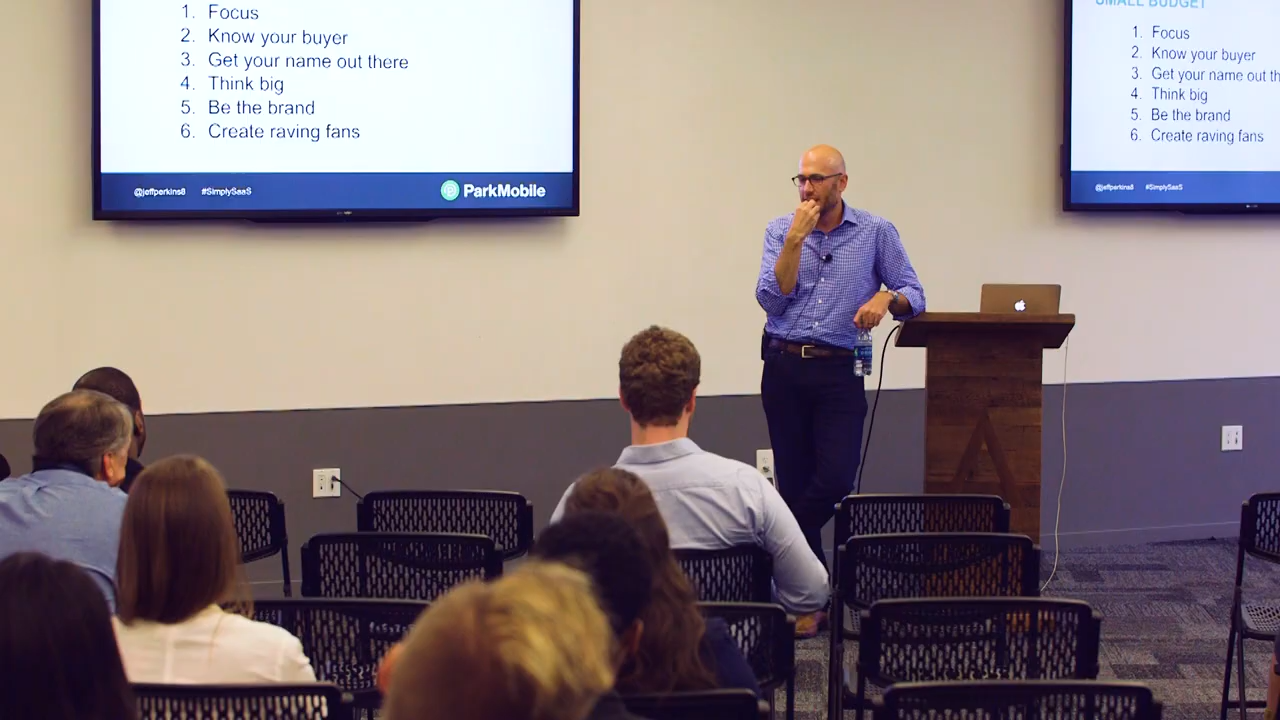 1. Focus
2. Know your buyer
3. Get your name out there
4. Think big
5. Be the brand
6. Create raving fans
@jeffperkins8 #SimplySaaS ParkMobile
SMALL BUDGET
1. Focus
2. Know your buyer
3. Get your name out th
4. Think big
5. Be the brand
6. Create raving fans
@jeffperkins8 #SimplySaaS